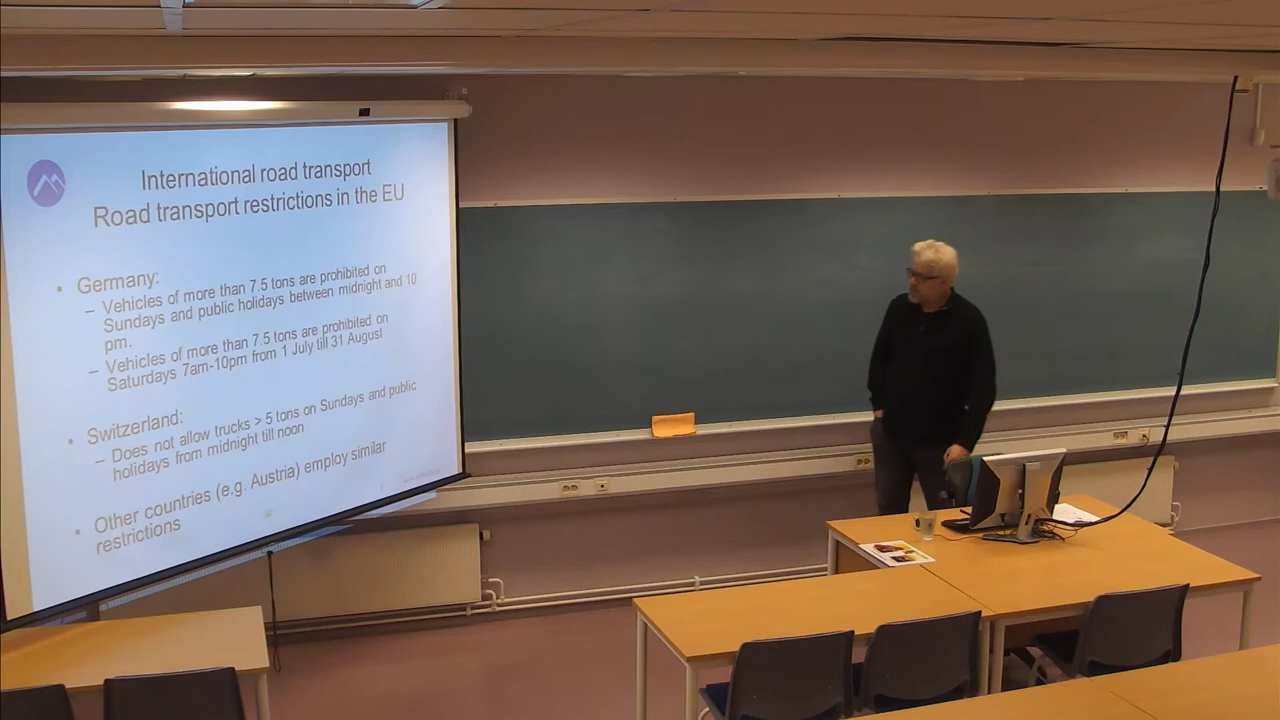 International road transport
Road transport restrictions in the EU
• Germany:
– Vehicles of more than 7.5 tons are prohibited on
Sundays and public holidays between midnight and 10
pm.
– Vehicles of more than 7.5 tons are prohibited on
Saturdays 7am-10pm from 1 July till 31 August
• Switzerland:
– Does not allow trucks > 5 tons on Sundays and public
holidays from midnight till noon
• Other countries (e.g. Austria) employ similar
restrictions